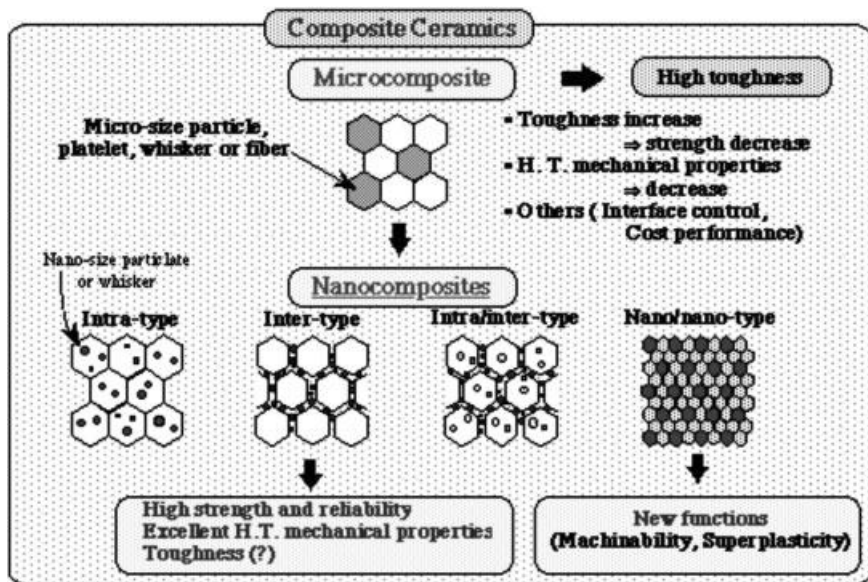 Composite Ceramics
Microcomposite
High toughness
Micro-size particle,
platelet, whisker or fiber
▪ Toughness increase
⇒ strength decrease
▪ H. T. mechanical properties
⇒ decrease
▪ Others ( Interface control ,
Cost performance)
Nano-size particlate
or whisker
Nanocomposites
Intra-type
Inter-type
Intra/inter-type
Nano/nano-type
High strength and reliability
Excellent H.T. mechanical properties
Toughness (?)
New functions
(Machinability, Superplasticity)